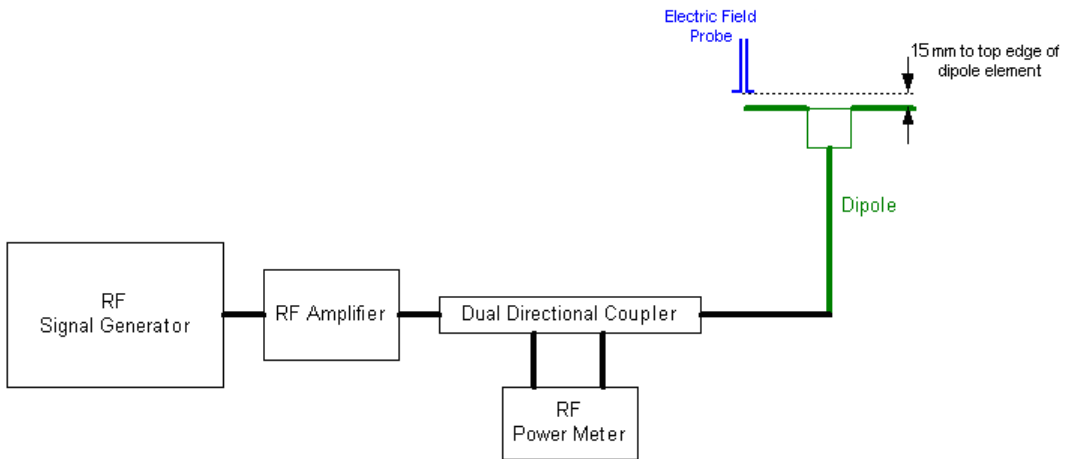 Electric Field
Probe
15 mm to top edge of
dipole element
Dipole
RF
Signal Generator
RF Amplifier
Dual Directional Coupler
RF
Power Meter